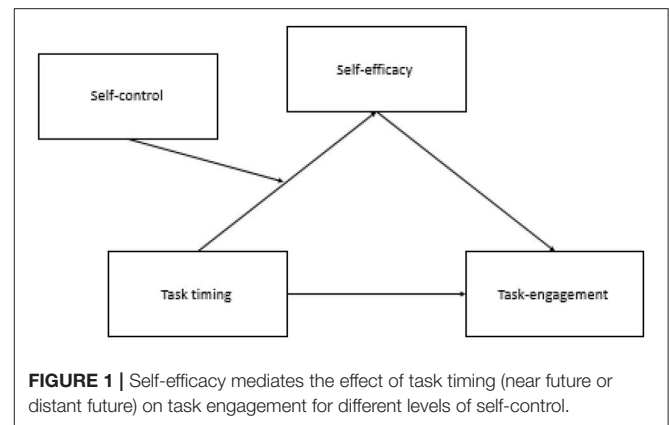 Self-efficacy
Self-control
Task timing
Task-engagement
FIGURE 1 | Self-efficacy mediates the effect of task timing (near future or
distant future) on task engagement for different levels of self-control.